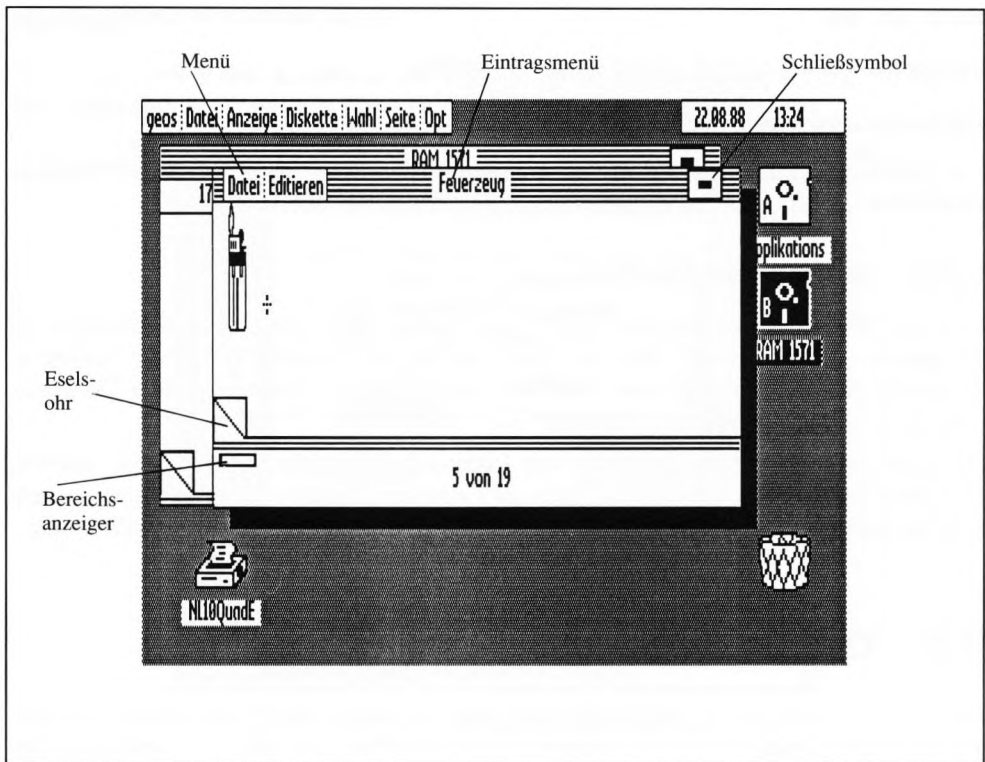 Menü
Eintragsmenü
Schließsymbol
geos Datei Anzeige Diskette Wahl Seite Opt
22.08.88 13:24
RAM 1571
17
Datei Editieren
Feuerzeug
A
pplikations
B
RAM 1571
Esels-
ohr
5 von 19
Bereichs-
anzeiger
NL10QuadE